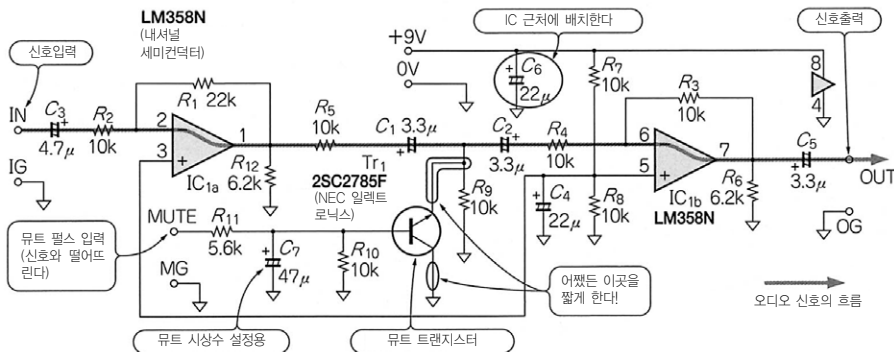 LM358N
(내셔널
세미컨덕터)
신호입력
IC 근처에 배치한다
신호출력
+9V
0V
C6
22μ
R7
10k
8
4
R1
22k
R3
10k
IN
C3
4.7μ
R2
10k
2
3
1
IC1a
R5
10k
C1 3.3μ
C2
3.3μ
R4
10k
6
5
7
IC1b
LM358N
C5
3.3μ
OUT
IG
R12
6.2k
Tr1
2SC2785F
(NEC 일렉트
로닉스)
R9
10k
C4
22μ
R8
10k
R6
6.2k
OG
뮤트 펄스 입력
(신호와 떨어뜨
린다)
MUTE
R11
5.6k
MG
C7
47μ
R10
10k
어쨌든 이곳을
짧게 한다!
오디오 신호의 흐름
뮤트 시상수 설정용
뮤트 트랜지스터